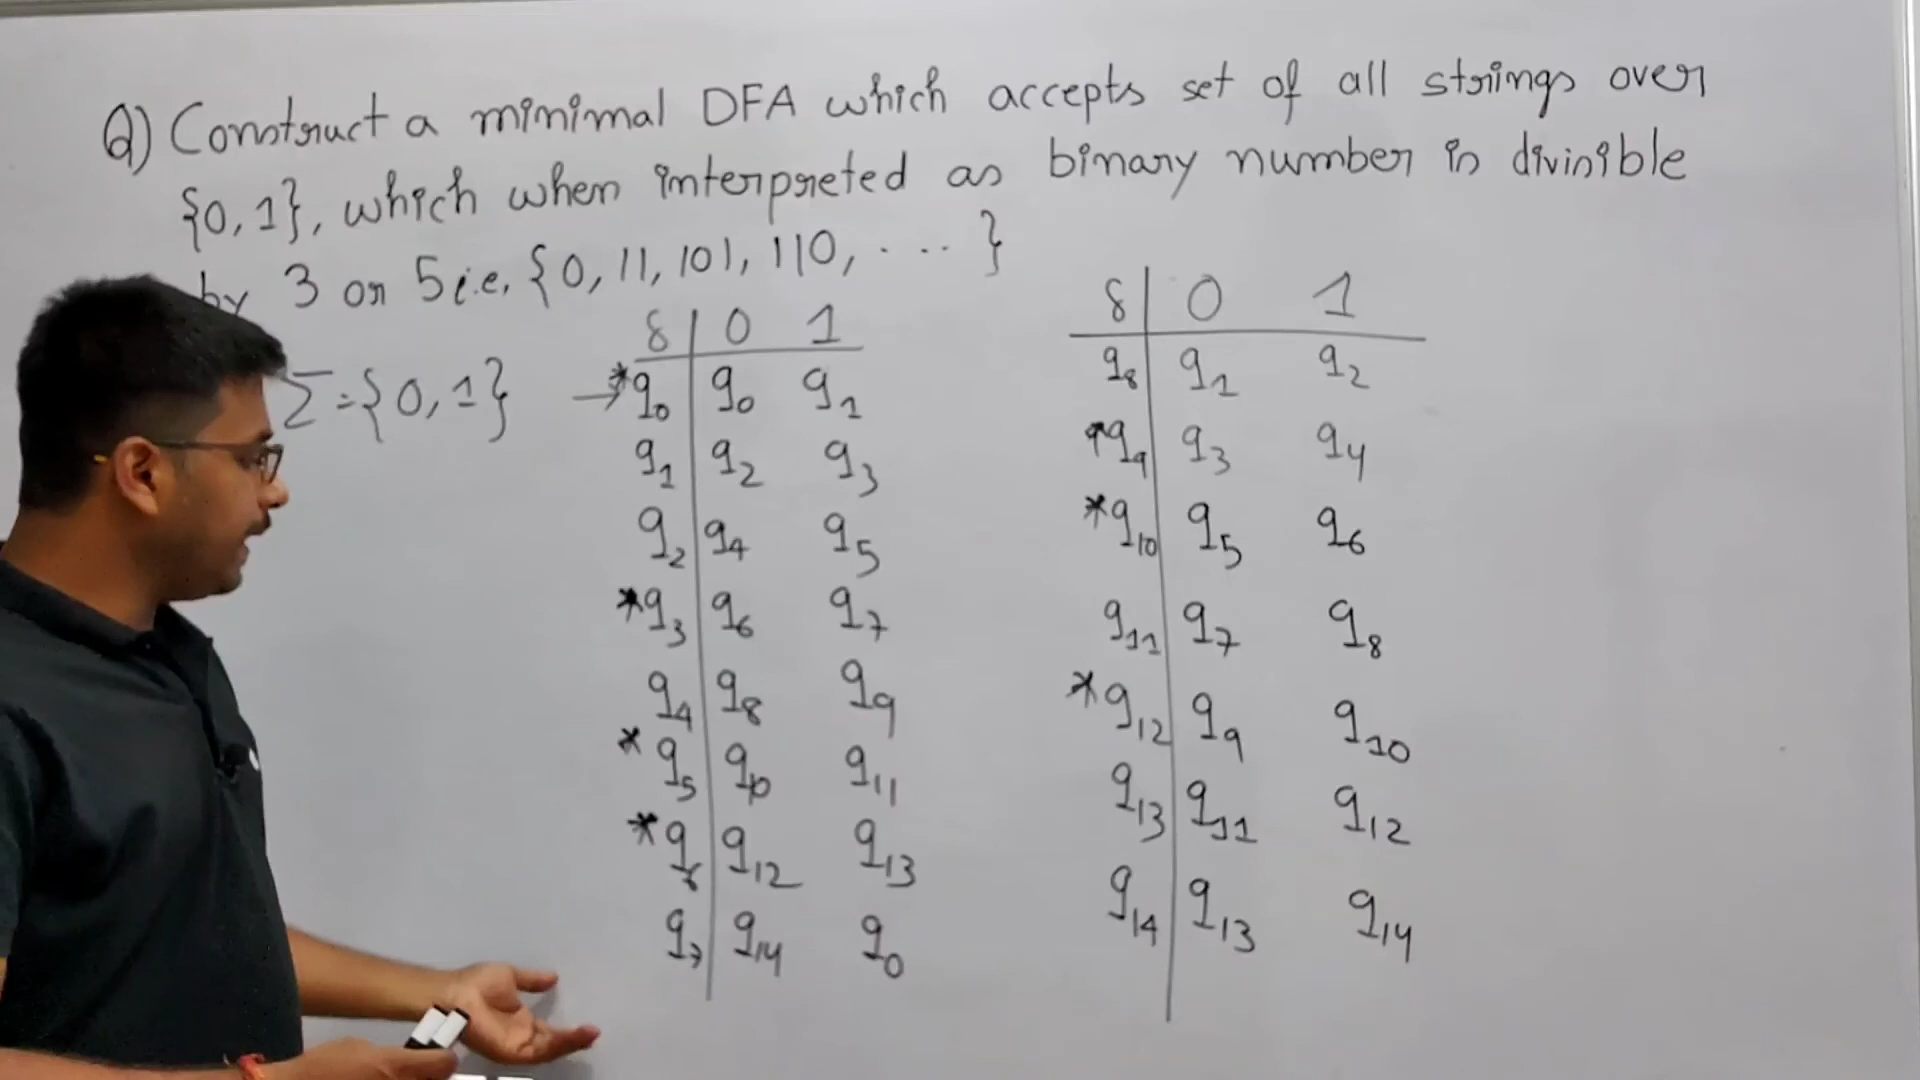 Q) Construct a minimal DFA which accepts set of all strings over
{0,1}, which when interpreted as binary number is divisible
by 3 or 5 i.e, {0, 11, 101, 110, .... }
Σ={0,1}
δ | 0 1
→*q0 | q0 q1
q1 | q2 q3
q2 | q4 q5
*q3 | q6 q7
q4 | q8 q9
*q5 | q10 q11
*q6 | q12 q13
q7 | q14 q0
δ | 0 1
q8 | q1 q2
*q9 | q3 q4
*q10 | q5 q6
q11 | q7 q8
*q12 | q9 q10
q13 | q11 q12
q14 | q13 q14